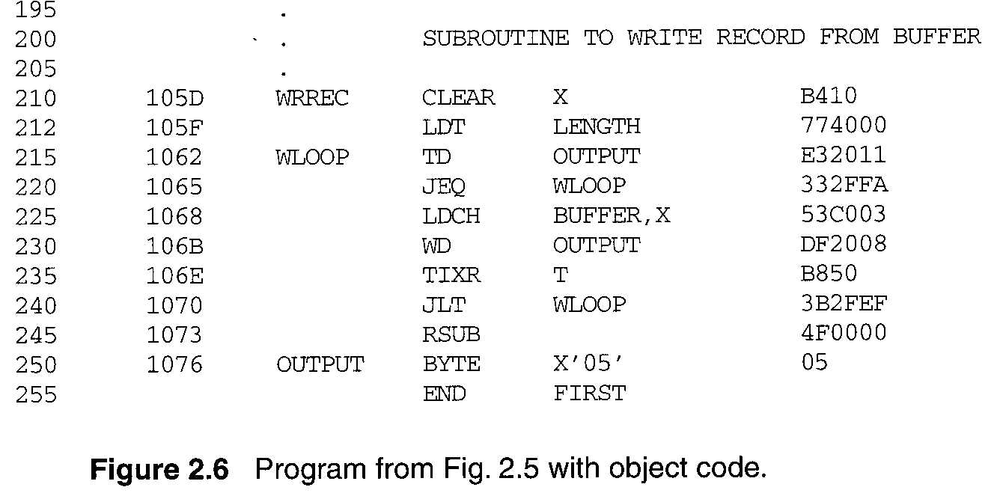 195 .
200 . SUBROUTINE TO WRITE RECORD FROM BUFFER
205 .
210 105D WRREC CLEAR X B410
212 105F LDT LENGTH 774000
215 1062 WLOOP TD OUTPUT E32011
220 1065 JEQ WLOOP 332FFA
225 1068 LDCH BUFFER,X 53C003
230 106B WD OUTPUT DF2008
235 106E TIXR T B850
240 1070 JLT WLOOP 3B2FEF
245 1073 RSUB 4F0000
250 1076 OUTPUT BYTE X'05' 05
255 END FIRST
Figure 2.6 Program from Fig. 2.5 with object code.